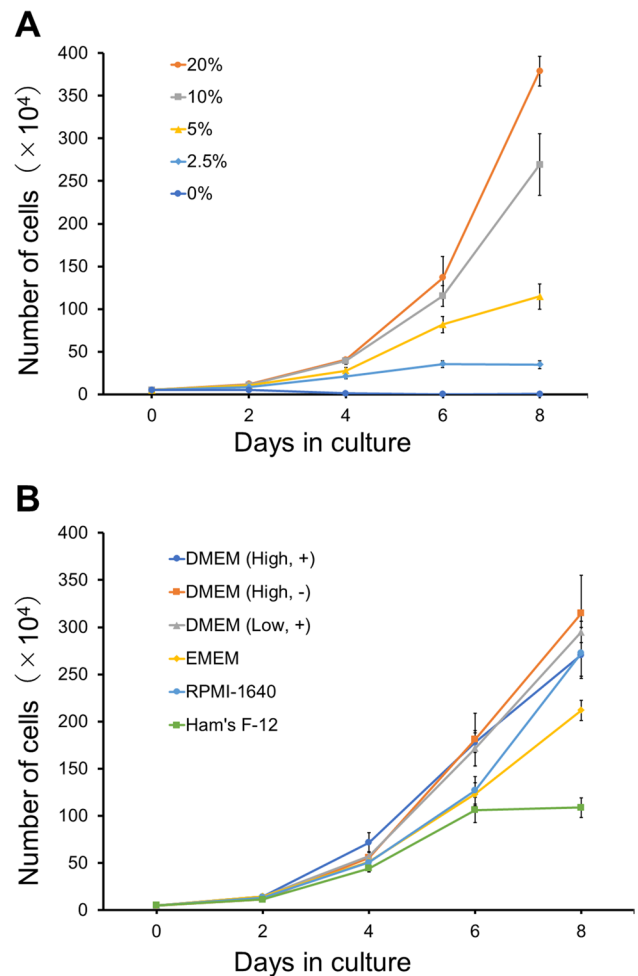 A
400
350
300
250
200
150
100
50
0
Number of cells (×10⁴)
20%
10%
5%
2.5%
0%
0 2 4 6 8
Days in culture
B
400
350
300
250
200
150
100
50
0
Number of cells (×10⁴)
DMEM (High, +)
DMEM (High, -)
DMEM (Low, +)
EMEM
RPMI-1640
Ham's F-12
0 2 4 6 8
Days in culture